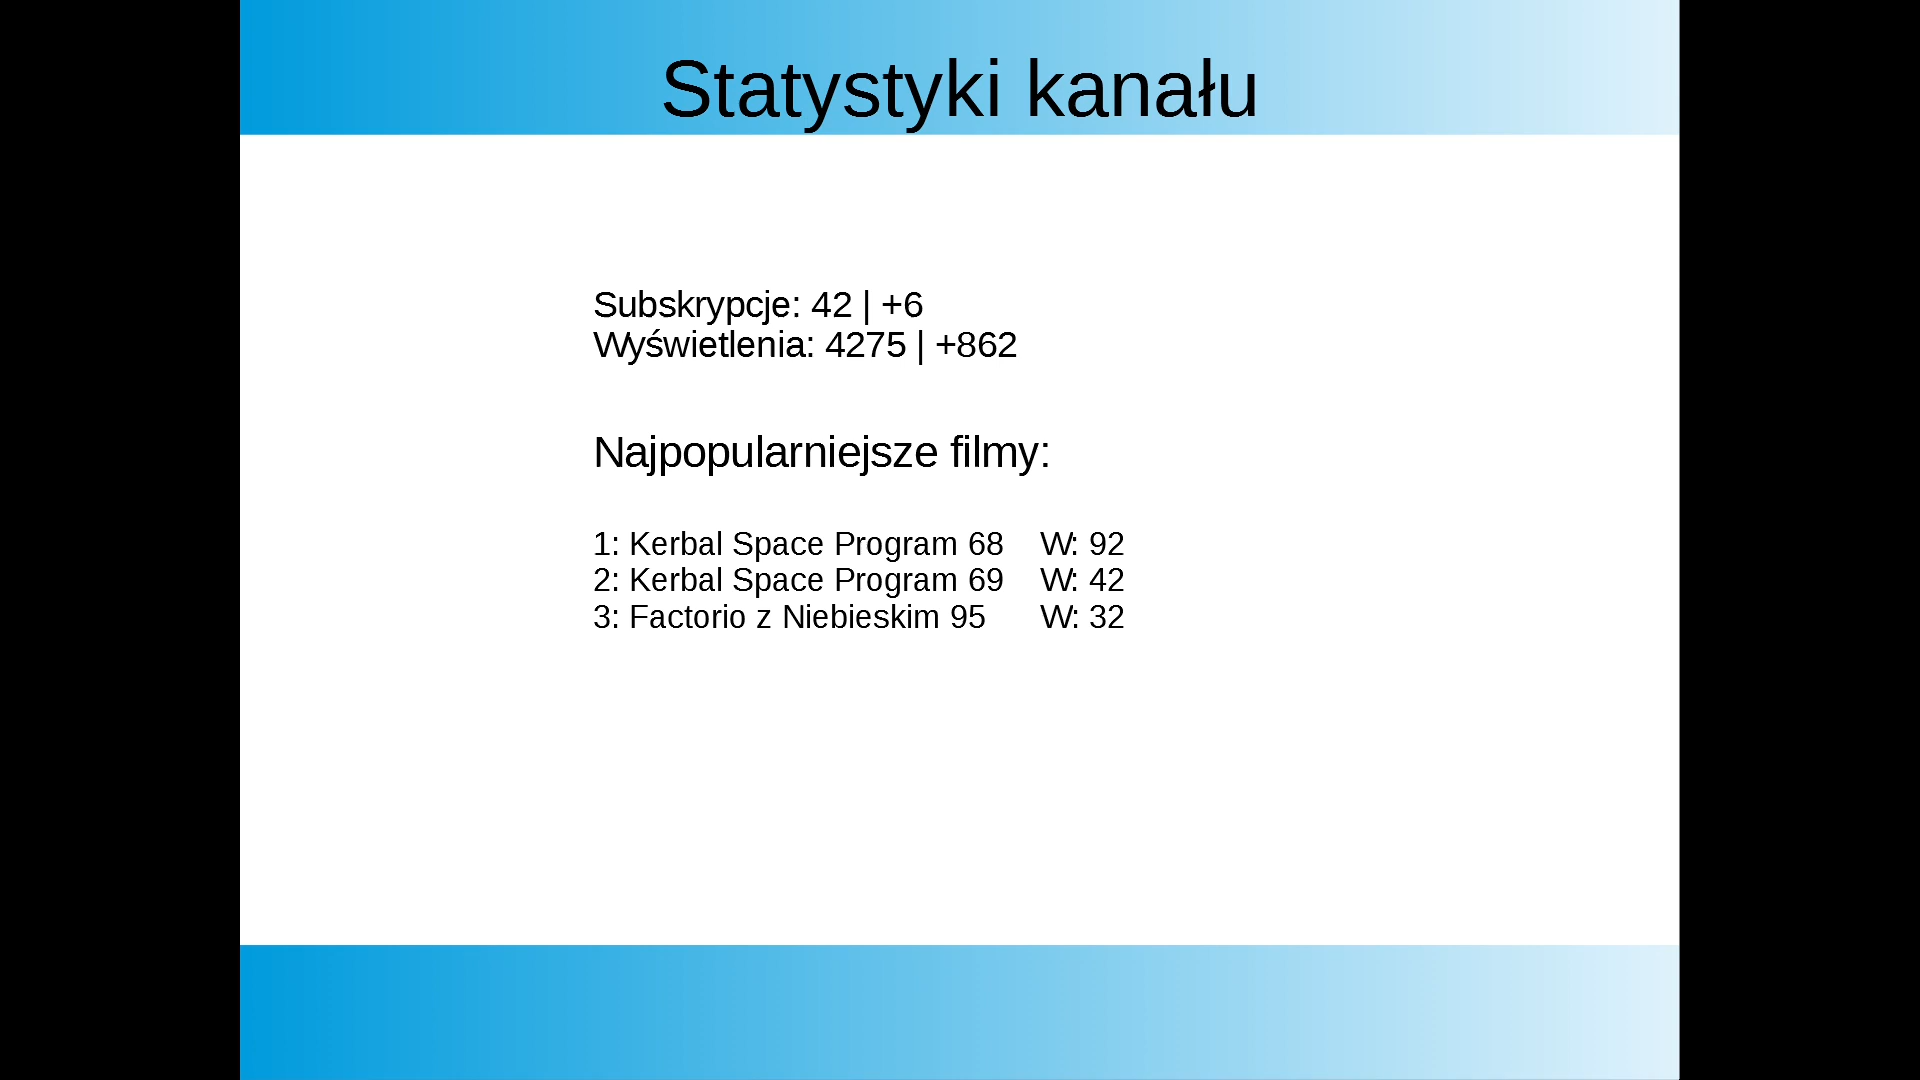 Statystyki kanału
Subskrypcje: 42 | +6
Wyświetlenia: 4275 | +862
Najpopularniejsze filmy:
1: Kerbal Space Program 68 W: 92
2: Kerbal Space Program 69 W: 42
3: Factorio z Niebieskim 95 W: 32